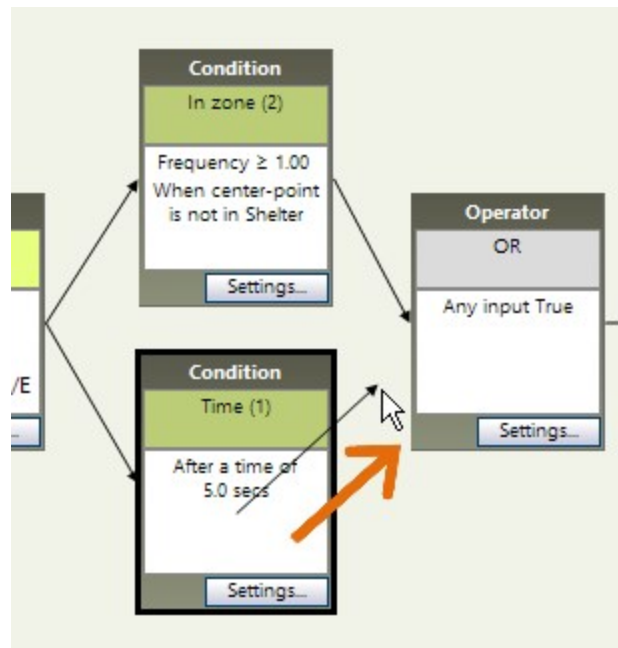 Condition
In zone (2)
Frequency ≥ 1.00
When center-point
is not in Shelter
Settings...
Operator
OR
Any input True
Settings...
/E
Condition
Time (1)
After a time of
5.0 secs
Settings...